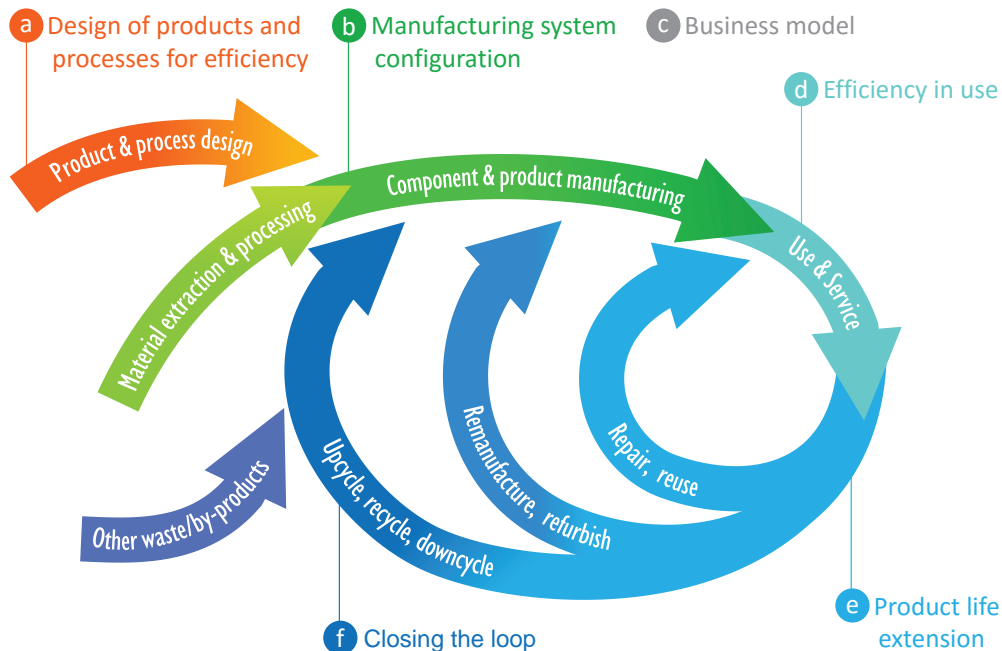 a Design of products and
processes for efficiency
b Manufacturing system
configuration
c Business model
d Efficiency in use
Product & process design
Component & product manufacturing
Material extraction & processing
Use & Service
Other waste/by-products
Upcycle, recycle, downcycle
Remanufacture, refurbish
Repair, reuse
e Product life
extension
f Closing the loop